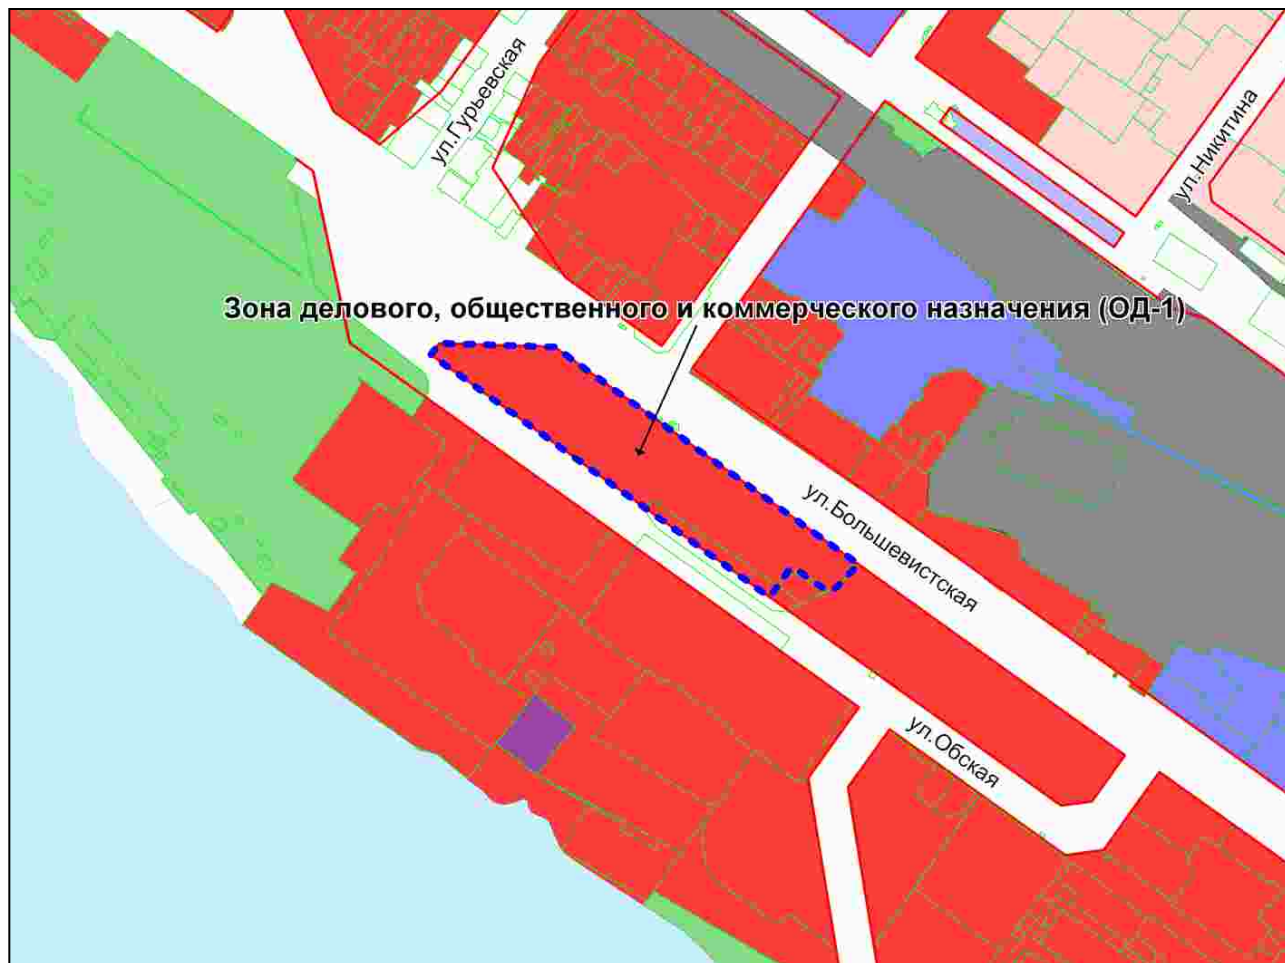 ул.Гурьевская
ул.Никитина
Зона делового, общественного и коммерческого назначения (ОД-1)
ул.Большевистская
ул.Обская